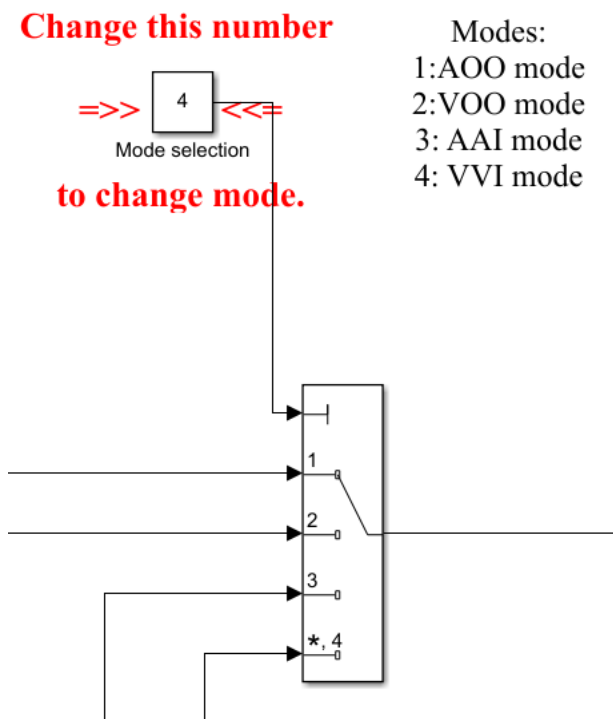 Change this number
=>> 4 <<=
Mode selection
to change mode.
Modes:
1:AOO mode
2:VOO mode
3: AAI mode
4: VVI mode
1
2
3
*, 4